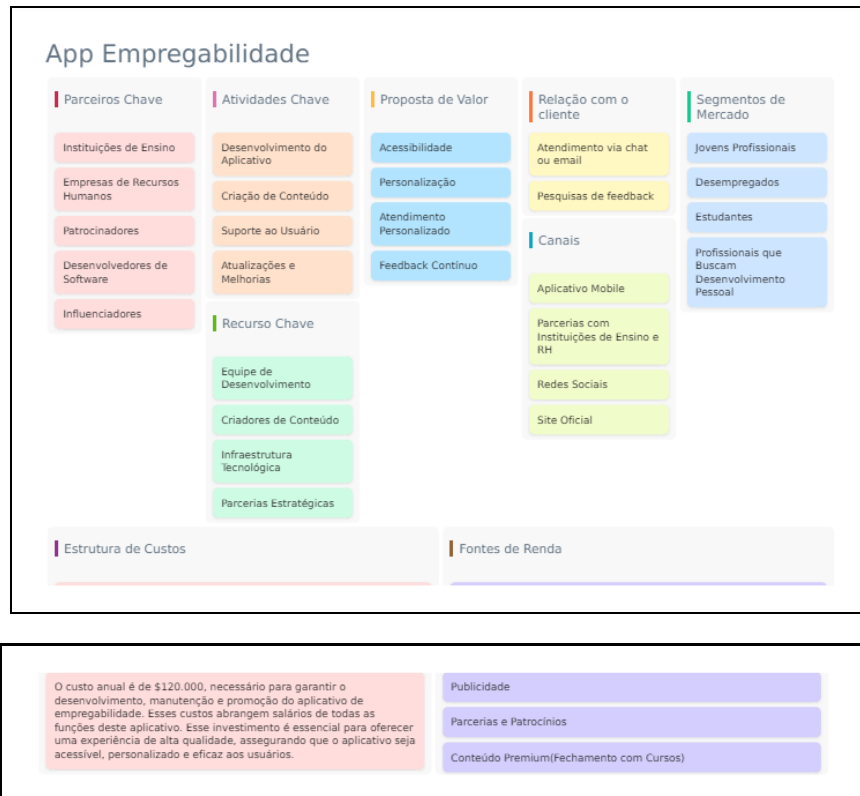 App Empregabilidade
Parceiros Chave
Instituições de Ensino
Empresas de Recursos
Humanos
Patrocinadores
Desenvolvedores de
Software
Influenciadores
Atividades Chave
Desenvolvimento do
Aplicativo
Criação de Conteúdo
Suporte ao Usuário
Atualizações e
Melhorias
Recurso Chave
Equipe de
Desenvolvimento
Criadores de Conteúdo
Infraestrutura
Tecnológica
Parcerias Estratégicas
Proposta de Valor
Acessibilidade
Personalização
Atendimento
Personalizado
Feedback Contínuo
Relação com o
cliente
Atendimento via chat
ou email
Pesquisas de feedback
Canais
Aplicativo Mobile
Parcerias com
Instituições de Ensino e
RH
Redes Sociais
Site Oficial
Segmentos de
Mercado
Jovens Profissionais
Desempregados
Estudantes
Profissionais que
Buscam
Desenvolvimento
Pessoal
Estrutura de Custos
O custo anual é de $120.000, necessário para garantir o
desenvolvimento, manutenção e promoção do aplicativo de
empregabilidade. Esses custos abrangem salários de todas as
funções deste aplicativo. Esse investimento é essencial para oferecer
uma experiência de alta qualidade, assegurando que o aplicativo seja
acessível, personalizado e eficaz aos usuários.
Fontes de Renda
Publicidade
Parcerias e Patrocínios
Conteúdo Premium(Fechamento com Cursos)